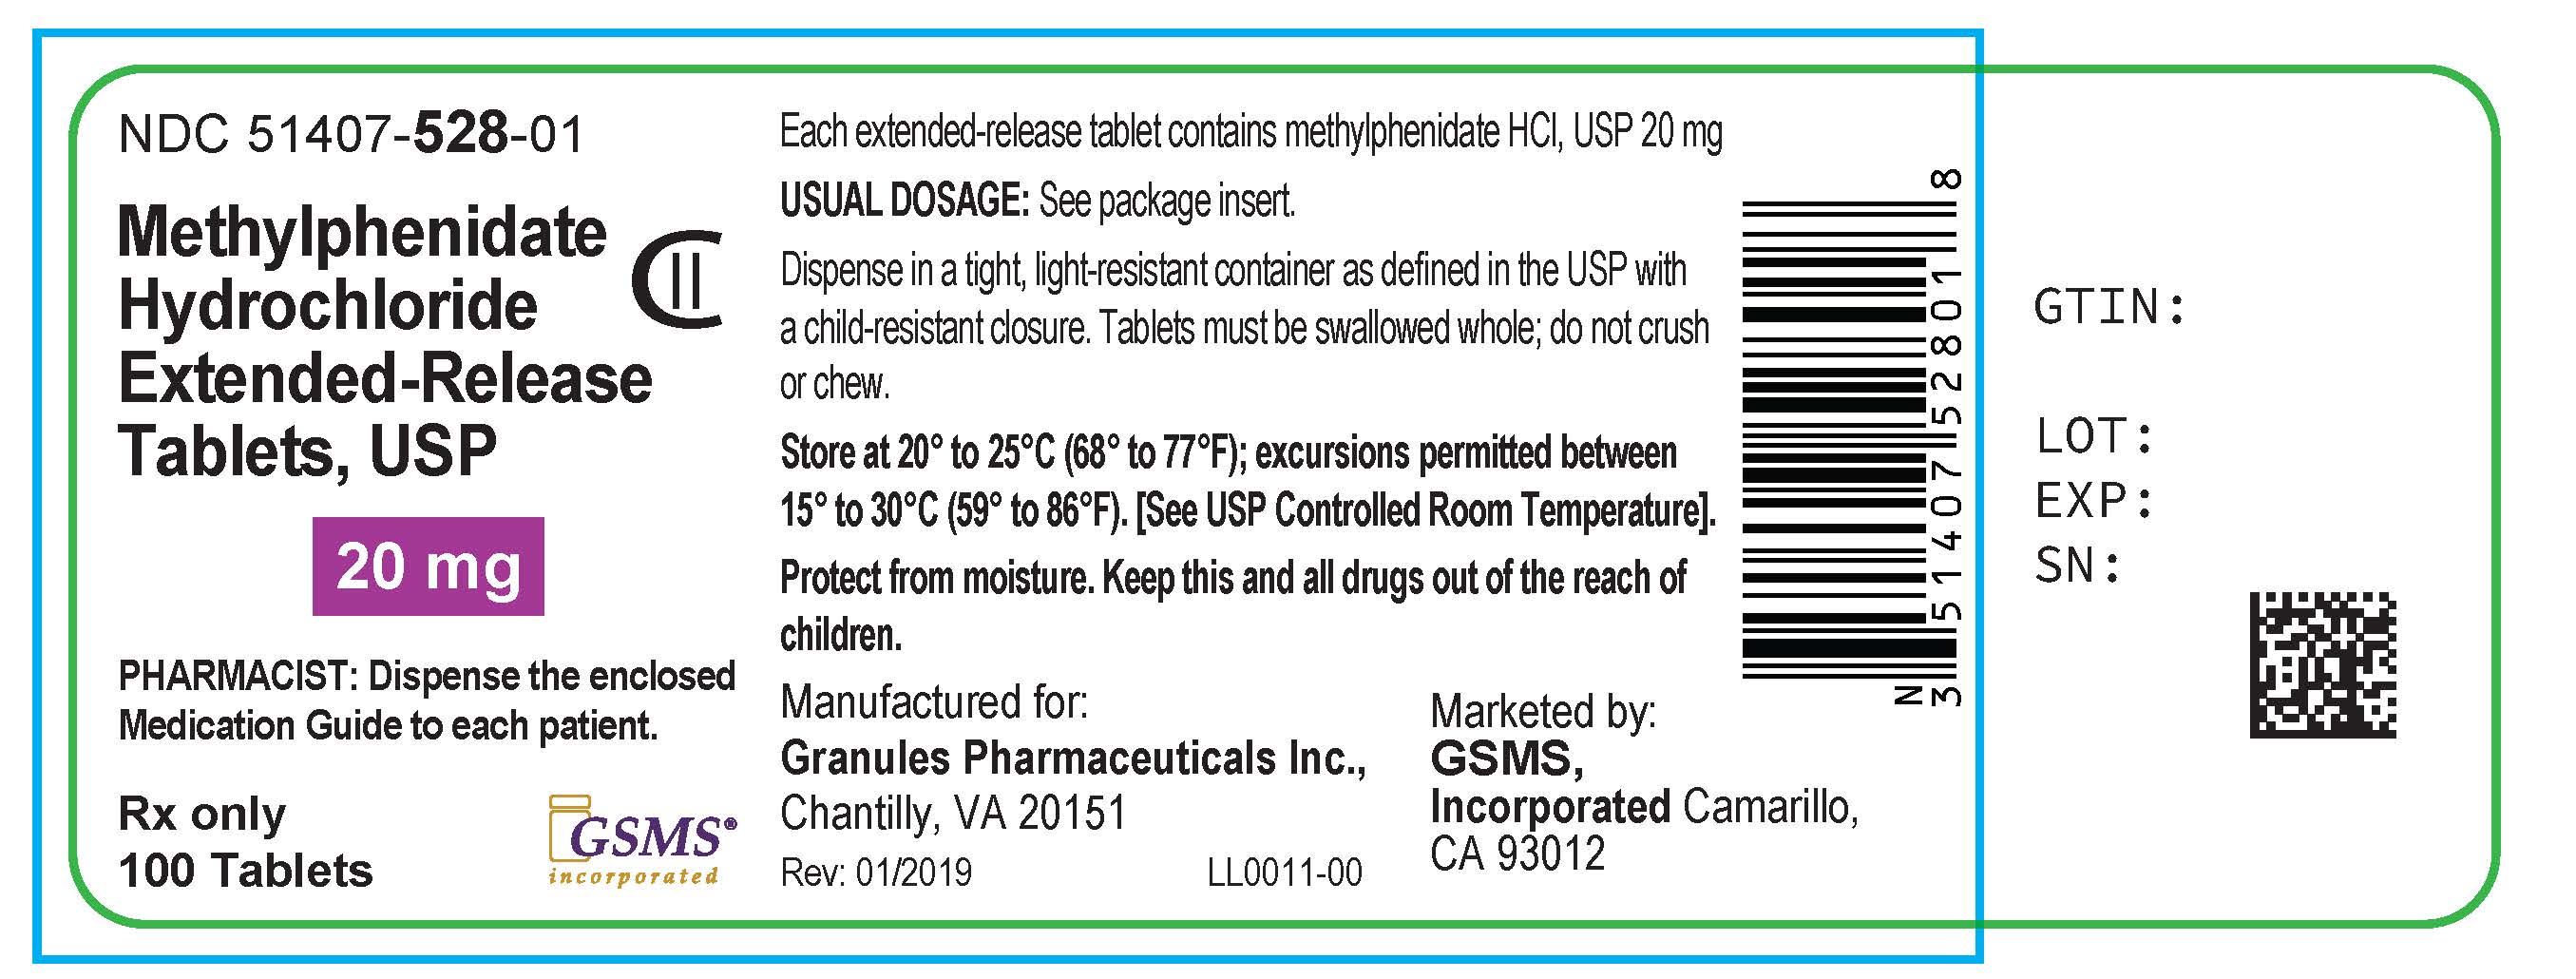 NDC 51407-528-01
Methylphenidate
Hydrochloride
Extended-Release
Tablets, USP
CII
20 mg
PHARMACIST: Dispense the enclosed
Medication Guide to each patient.
Rx only
100 Tablets
GSMS®
incorporated
Each extended-release tablet contains methylphenidate HCl, USP 20 mg
USUAL DOSAGE: See package insert.
Dispense in a tight, light-resistant container as defined in the USP with
a child-resistant closure. Tablets must be swallowed whole; do not crush
or chew.
Store at 20° to 25°C (68° to 77°F); excursions permitted between
15° to 30°C (59° to 86°F). [See USP Controlled Room Temperature].
Protect from moisture. Keep this and all drugs out of the reach of
children.
Manufactured for:
Granules Pharmaceuticals Inc.,
Chantilly, VA 20151
Rev: 01/2019 LL0011-00
Marketed by:
GSMS,
Incorporated Camarillo,
CA 93012
N
3 51407 52801 8
GTIN:
LOT:
EXP:
SN: